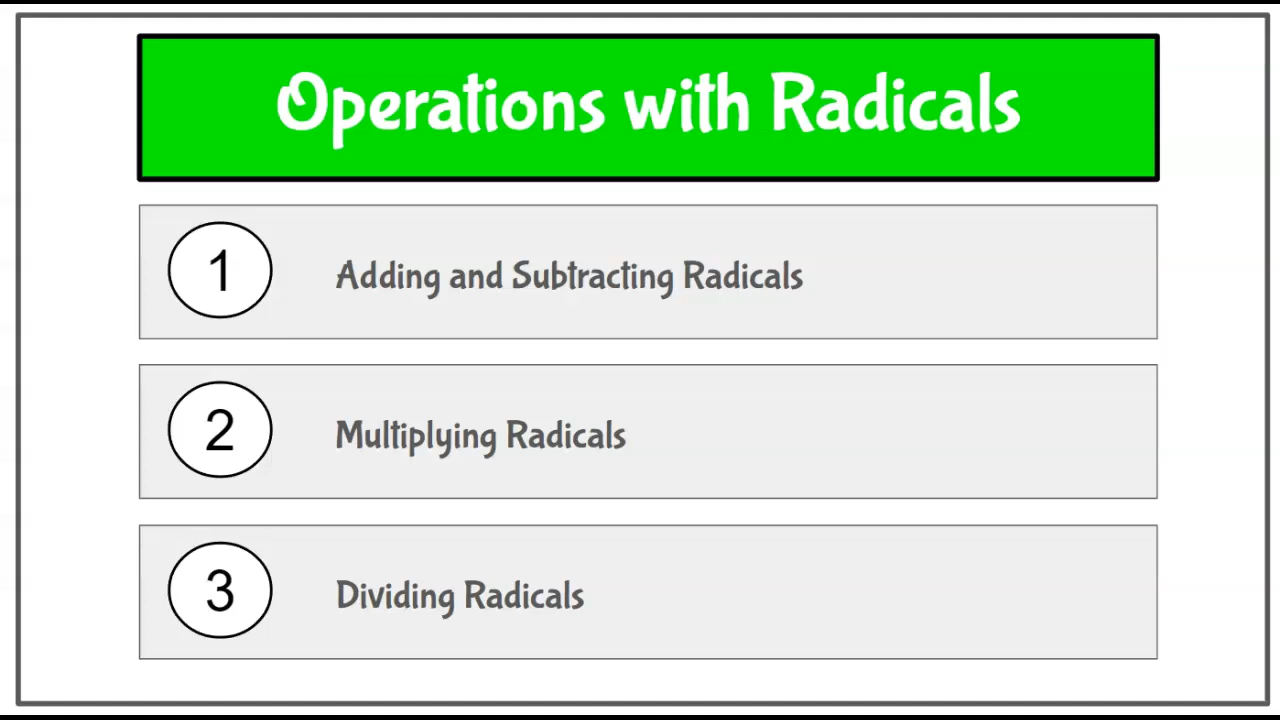 Operations with Radicals
1 Adding and Subtracting Radicals
2 Multiplying Radicals
3 Dividing Radicals